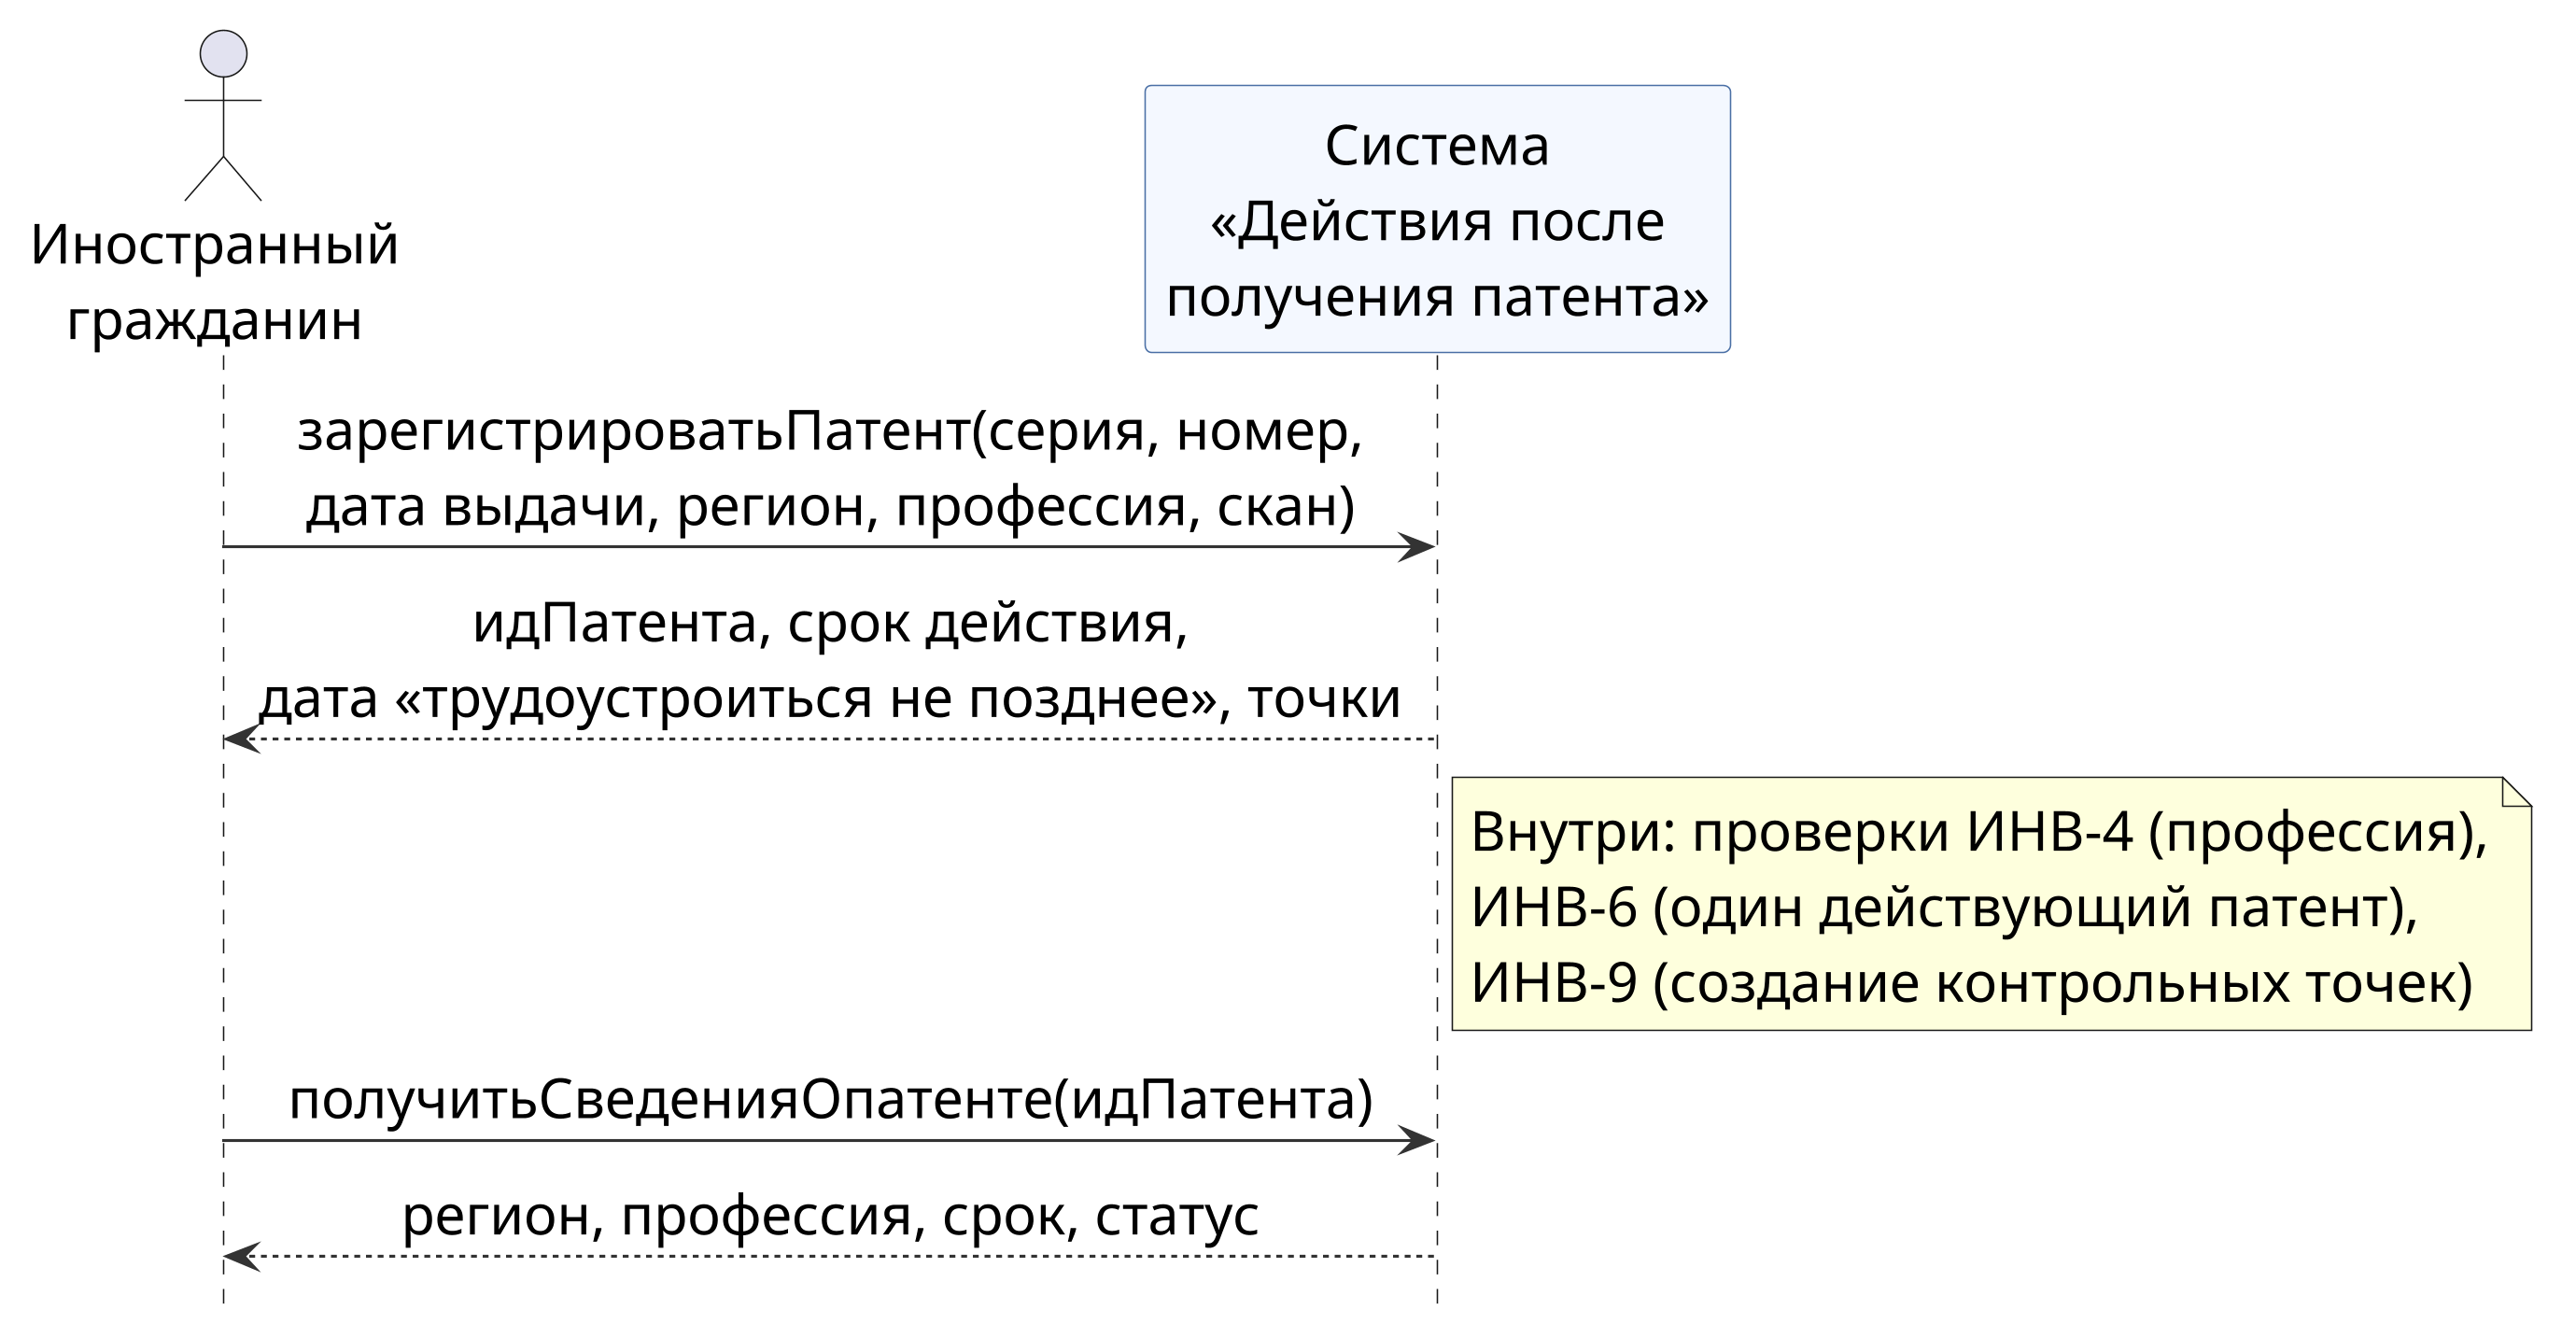 Иностранный
гражданин
Система
«Действия после
получения патента»
зарегистрироватьПатент(серия, номер,
дата выдачи, регион, профессия, скан)
идПатента, срок действия,
дата «трудоустроиться не позднее», точки
Внутри: проверки ИНВ-4 (профессия),
ИНВ-6 (один действующий патент),
ИНВ-9 (создание контрольных точек)
получитьСведенияОпатенте(идПатента)
регион, профессия, срок, статус